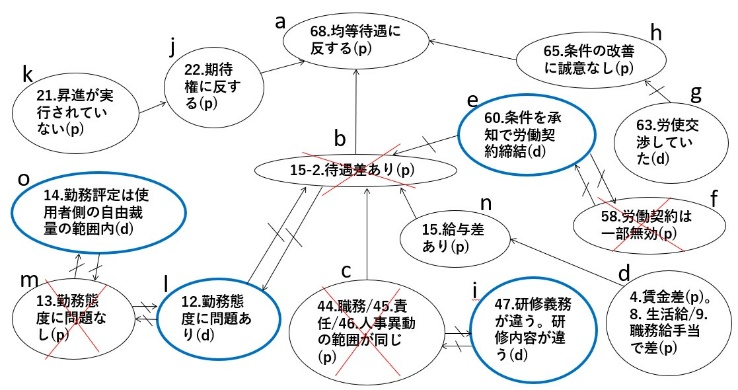 a
68.均等待遇に
反する(p)
h
65.条件の改善
に誠意なし(p)
j
22.期待
権に反す
る(p)
k
21.昇進が実
行されてい
ない(p)
g
63.労使交
渉していた
(d)
e
60.条件を承
知で労働契
約締結(d)
b
15-2.待遇差あり(p)
o
14.勤務評定は使
用者側の自由裁
量の範囲内(d)
f
58.労働契約は
一部無効(p)
n
15.給与差
あり(p)
m
13.勤務態
度に問題な
し(p)
l
12.勤務態
度に問題あ
り(d)
c
44.職務/45.責
任/46.人事異動
の範囲が同じ
(p)
i
47.研修義務
が違う。研
修内容が違
う(d)
d
4.賃金差(p)。
8. 生活給/9.
職務給手当
で差(p)